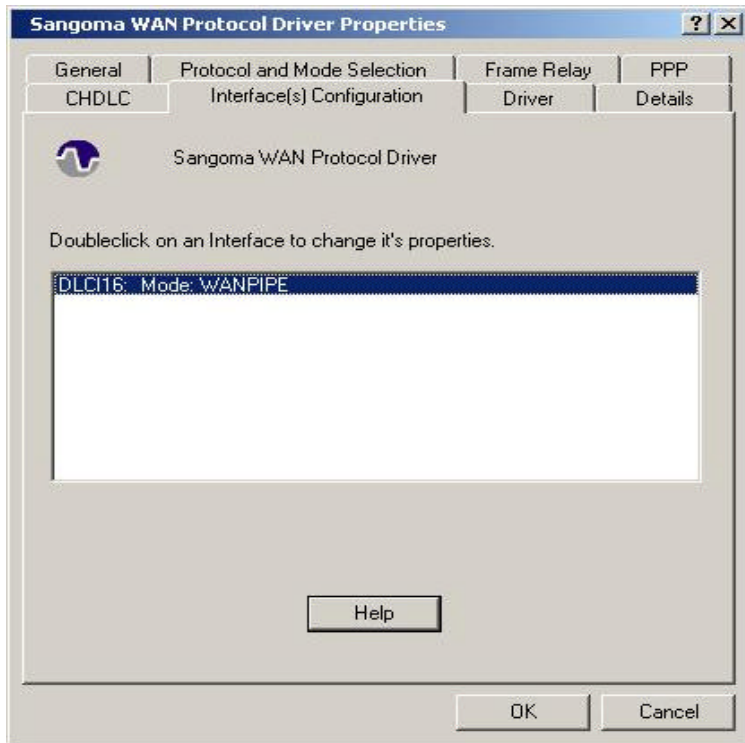 Sangoma WAN Protocol Driver Properties
General Protocol and Mode Selection Frame Relay PPP
CHDLC Interface(s) Configuration Driver Details
Sangoma WAN Protocol Driver
Doubleclick on an Interface to change it's properties.
DLCI16: Mode: WANPIPE
Help
OK Cancel